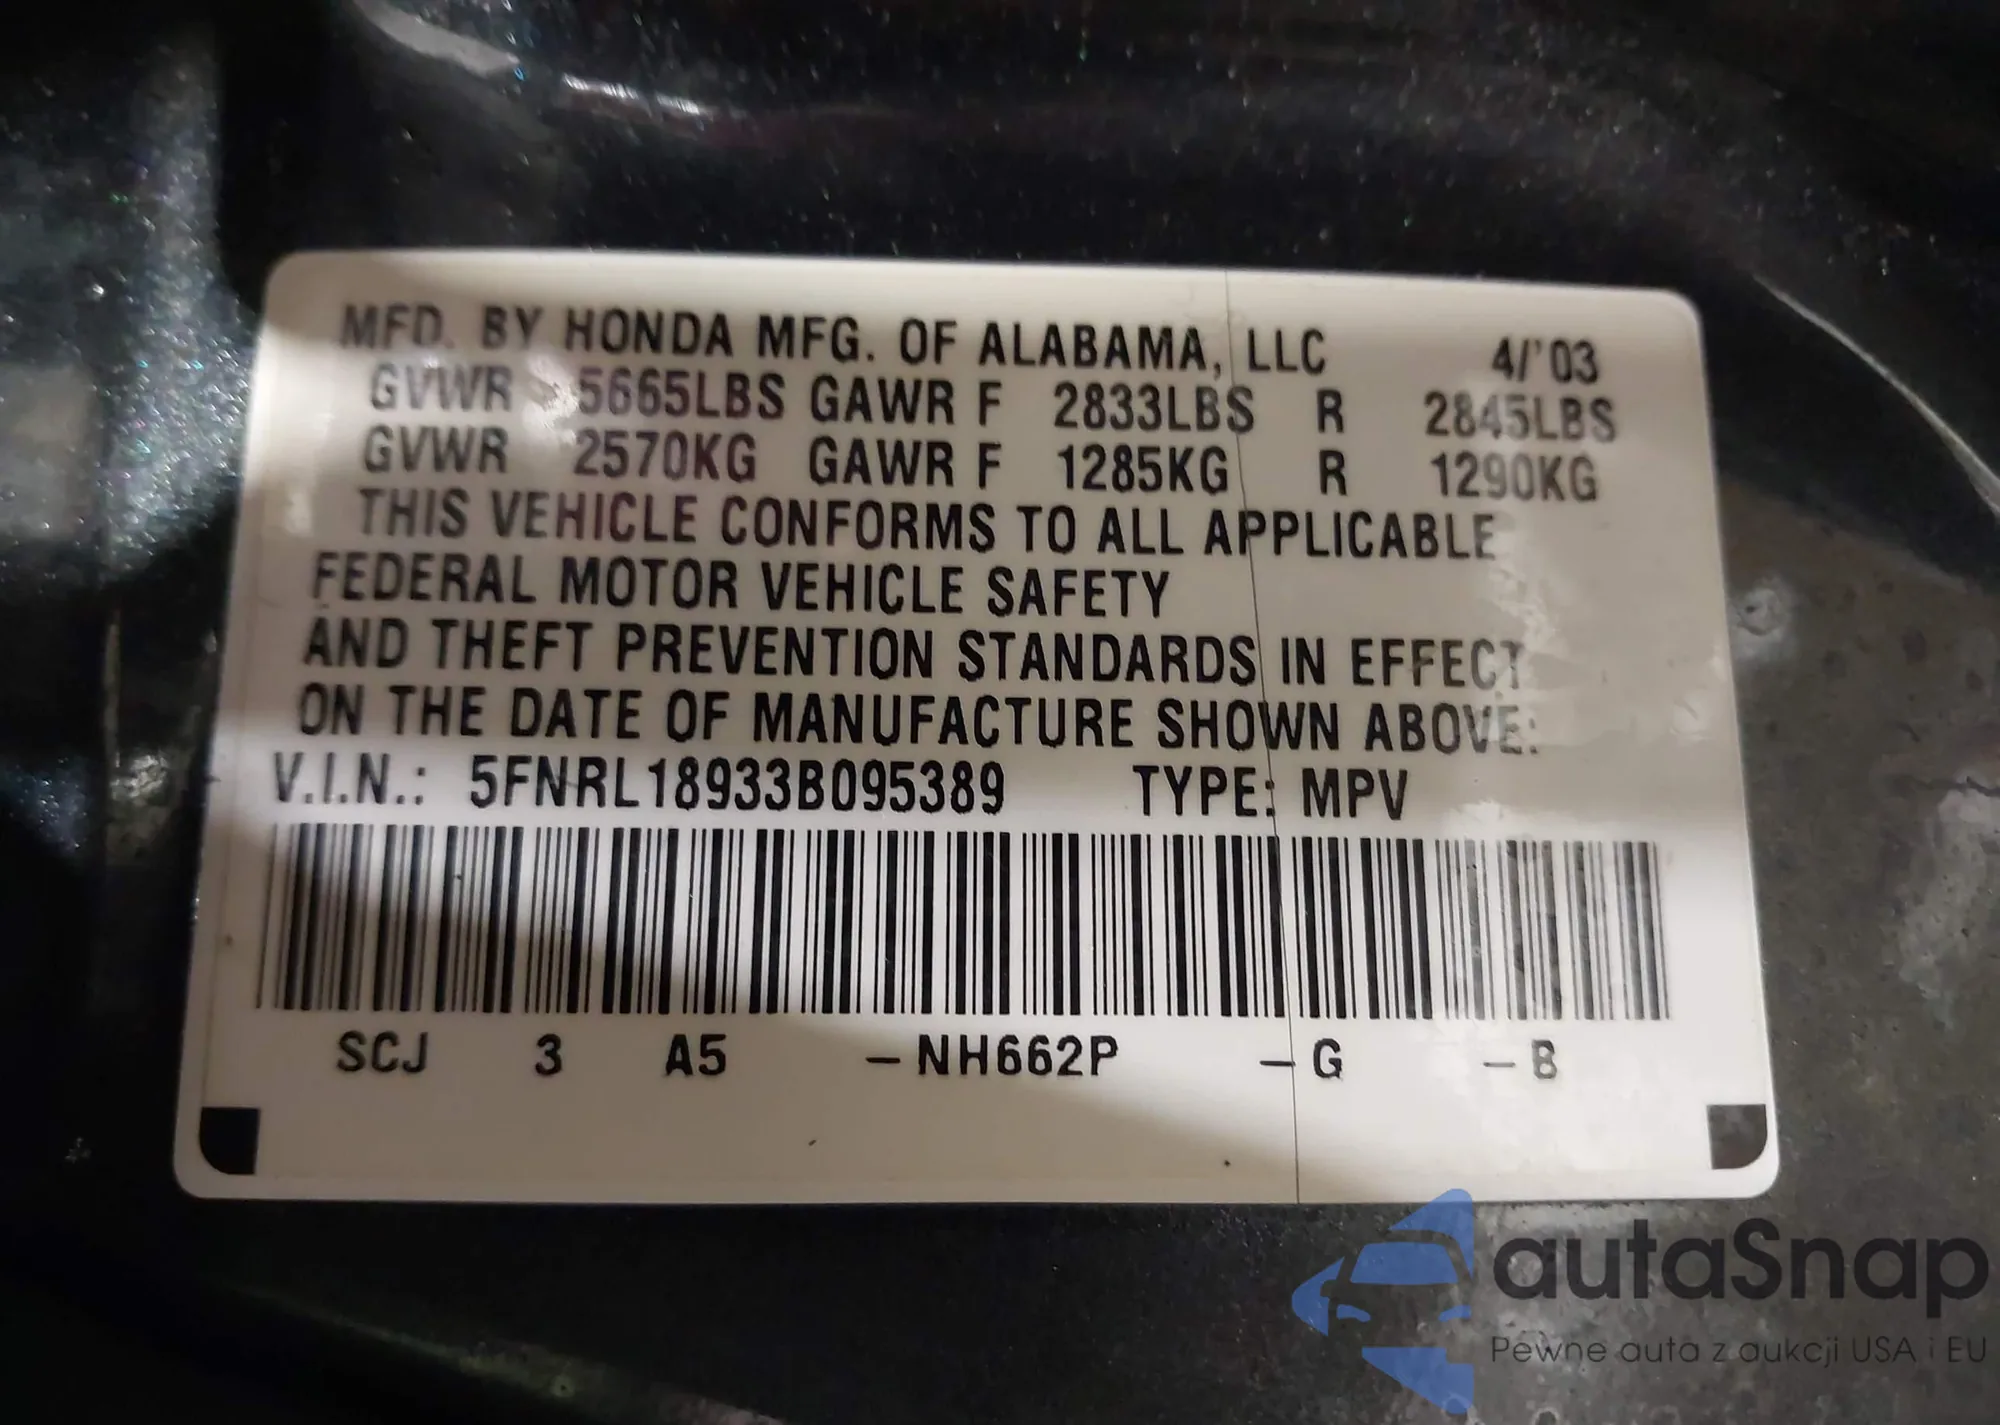 MFD. BY HONDA MFG. OF ALABAMA, LLC 4/'03
GVWR 5665LBS GAWR F 2833LBS R 2845LBS
GVWR 2570KG GAWR F 1285KG R 1290KG
THIS VEHICLE CONFORMS TO ALL APPLICABLE
FEDERAL MOTOR VEHICLE SAFETY
AND THEFT PREVENTION STANDARDS IN EFFECT
ON THE DATE OF MANUFACTURE SHOWN ABOVE:
V.I.N.: 5FNRL18933B095389 TYPE: MPV
SCJ 3 A5 –NH662P –G –B
autaSnap
Pewne auta z aukcji USA i EU